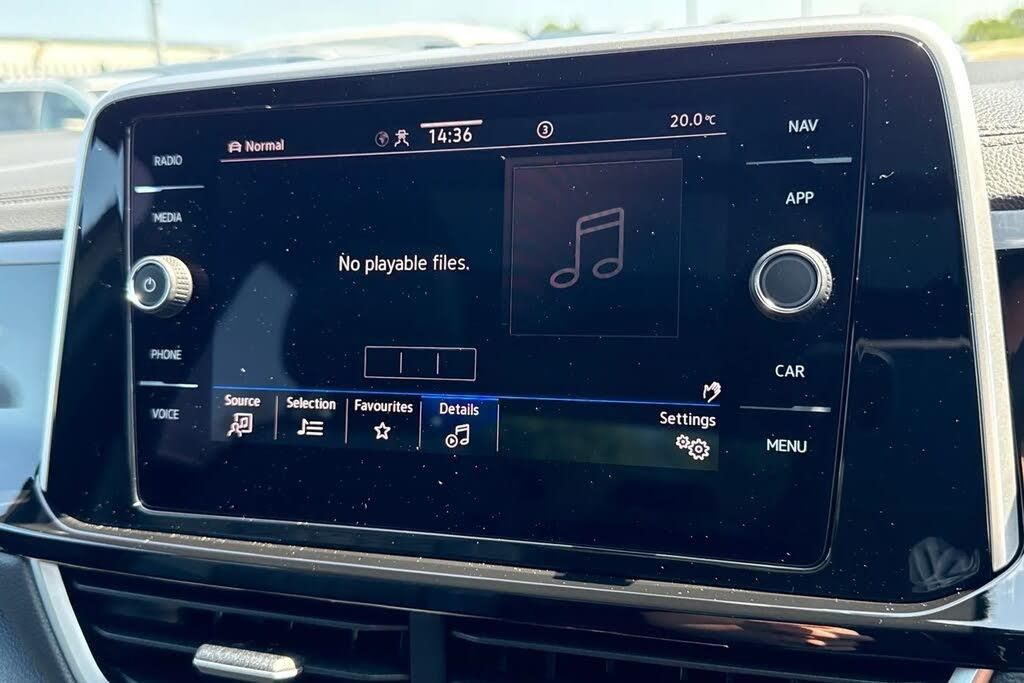 RADIO
MEDIA
PHONE
VOICE
Normal
14:36
3
20.0°C
No playable files.
Source
Selection
Favourites
Details
Settings
NAV
APP
CAR
MENU